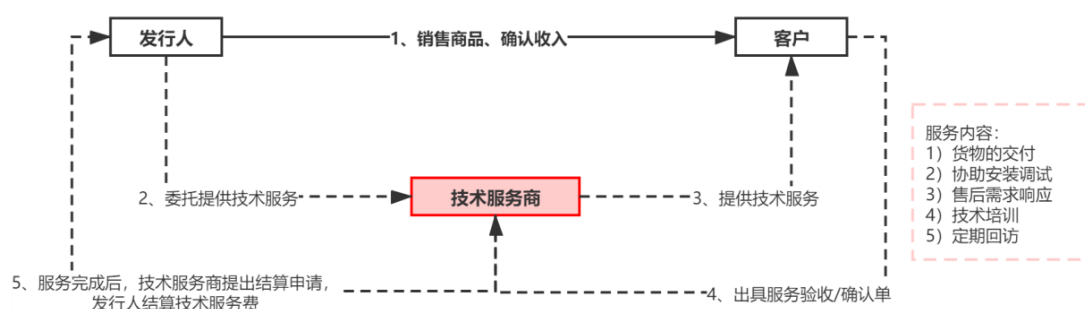 发行人
1、销售商品、确认收入
客户
服务内容：
1）货物的交付
2）协助安装调试
3）售后需求响应
4）技术培训
5）定期回访
2、委托提供技术服务
技术服务商
3、提供技术服务
5、服务完成后，技术服务商提出结算申请，
发行人结算技术服务费
4、出具服务验收/确认单